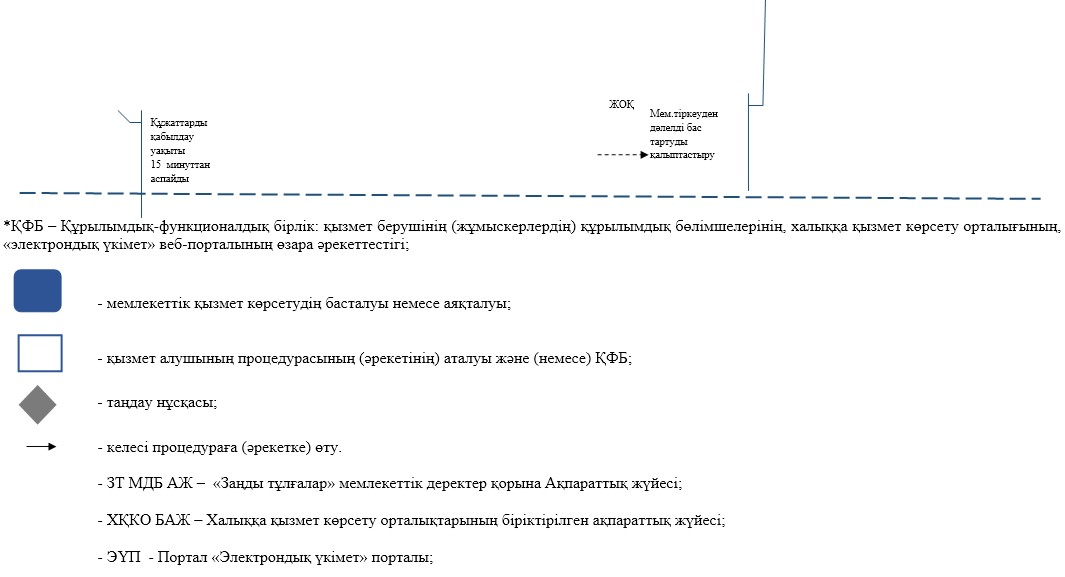 Құжаттарды
қабылдау
уақыты
15 минуттан
аспайды
ЖОҚ
Мем.тіркеуден
дәлелді бас
тартуды
қалыптастыру
*ҚФБ – Құрылымдық-функционалдық бірлік: қызмет берушінің (жұмыскерлердің) құрылымдық бөлімшелерінің, халыққа қызмет көрсету орталығының,
«электрондық үкімет» веб-порталының өзара әрекеттестігі;
- мемлекеттік қызмет көрсетудің басталуы немесе аяқталуы;
- қызмет алушының процедурасының (әрекетінің) аталуы және (немесе) ҚФБ;
- таңдау нұсқасы;
- келесі процедураға (әрекетке) өту.
- ЗТ МДБ АЖ – «Заңды тұлғалар» мемлекеттік деректер қорына Ақпараттық жүйесі;
- ХҚКО БАЖ – Халыққа қызмет көрсету орталықтарының біріктірілген ақпараттық жүйесі;
- ЭҮП - Портал «Электрондық үкімет» порталы;